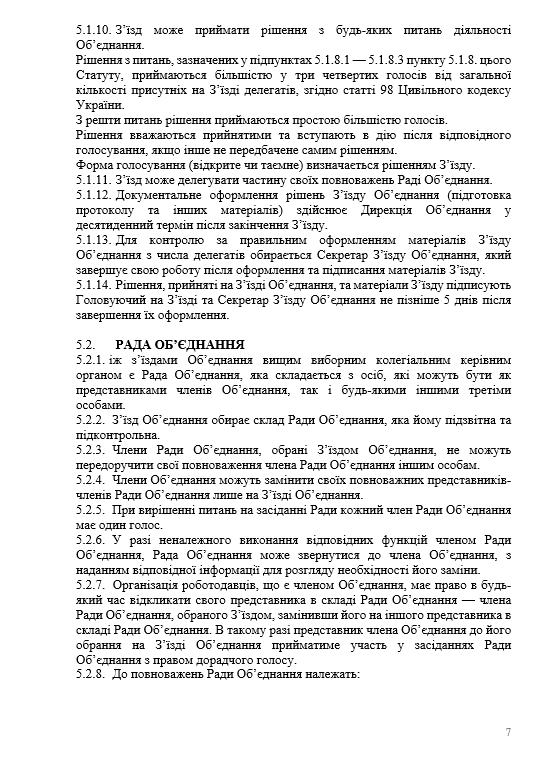 5.1.10. З’їзд може приймати рішення з будь-яких питань діяльності
Об’єднання.
Рішення з питань, зазначених у підпунктах 5.1.8.1 — 5.1.8.3 пункту 5.1.8. цього
Статуту, приймаються більшістю у три четвертих голосів від загальної
кількості присутніх на З’їзді делегатів, згідно статті 98 Цивільного кодексу
України.
З решти питань рішення приймаються простою більшістю голосів.
Рішення вважаються прийнятими та вступають в дію після відповідного
голосування, якщо інше не передбачене самим рішенням.
Форма голосування (відкрите чи таємне) визначається рішенням З’їзду.
5.1.11. З’їзд може делегувати частину своїх повноважень Раді Об’єднання.
5.1.12. Документальне оформлення рішень З’їзду Об’єднання (підготовка
протоколу та інших матеріалів) здійснює Дирекція Об’єднання у
десятиденний термін після закінчення З’їзду.
5.1.13. Для контролю за правильним оформленням матеріалів З’їзду
Об’єднання з числа делегатів обирається Секретар З’їзду Об’єднання, який
завершує свою роботу після оформлення та підписання матеріалів З’їзду.
5.1.14. Рішення, прийняті на З’їзді Об’єднання, та матеріали З’їзду підписують
Головуючий на З’їзді та Секретар З’їзду Об’єднання не пізніше 5 днів після
завершення їх оформлення.
5.2. РАДА ОБ’ЄДНАННЯ
5.2.1. іж з’їздами Об’єднання вищим виборним колегіальним керівним
органом є Рада Об’єднання, яка складається з осіб, які можуть бути як
представниками членів Об’єднання, так і будь-якими іншими третіми
особами.
5.2.2. З’їзд Об’єднання обирає склад Ради Об’єднання, яка йому підзвітна та
підконтрольна.
5.2.3. Члени Ради Об’єднання, обрані З’їздом Об’єднання, не можуть
передоручити свої повноваження члена Ради Об’єднання іншим особам.
5.2.4. Члени Об’єднання можуть замінити своїх повноважних представників-
членів Ради Об’єднання лише на З’їзді Об’єднання.
5.2.5. При вирішенні питань на засіданні Ради кожний член Ради Об’єднання
має один голос.
5.2.6. У разі неналежного виконання відповідних функцій членом Ради
Об’єднання, Рада Об’єднання може звернутися до члена Об’єднання, з
наданням відповідної інформації для розгляду необхідності його заміни.
5.2.7. Організація роботодавців, що є членом Об’єднання, має право в будь-
який час відкликати свого представника в складі Ради Об’єднання — члена
Ради Об’єднання, обраного З’їздом, замінивши його на іншого представника в
складі Ради Об’єднання. В такому разі представник члена Об’єднання до його
обрання на З’їзді Об’єднання прийматиме участь у засіданнях Ради
Об’єднання з правом дорадчого голосу.
5.2.8. До повноважень Ради Об’єднання належать:
7